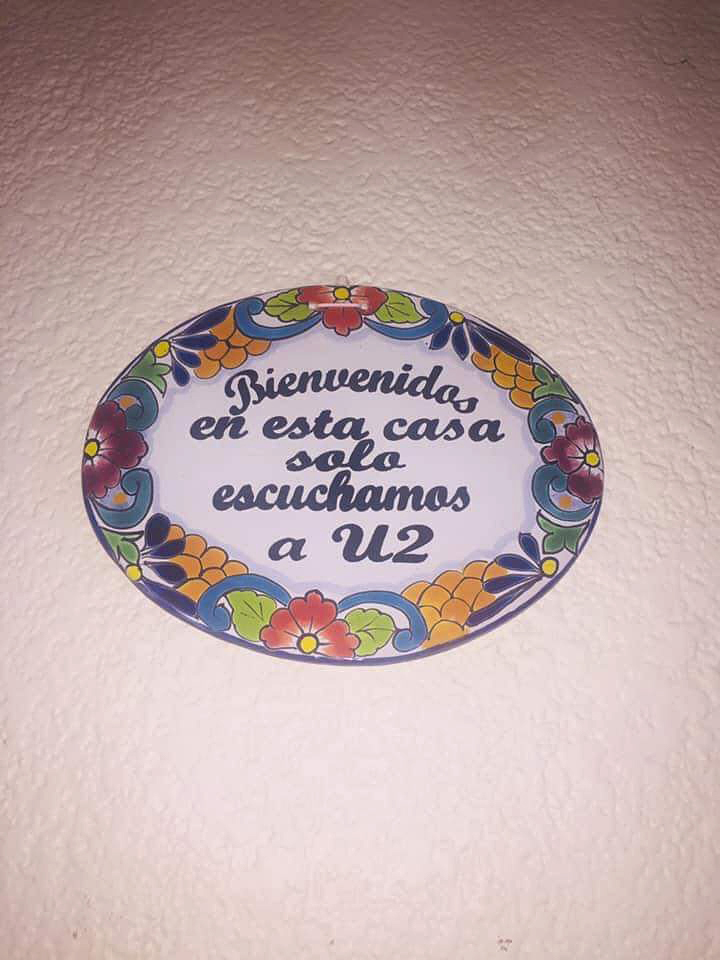 Bienvenidos
en esta casa
solo
escuchamos
a U2